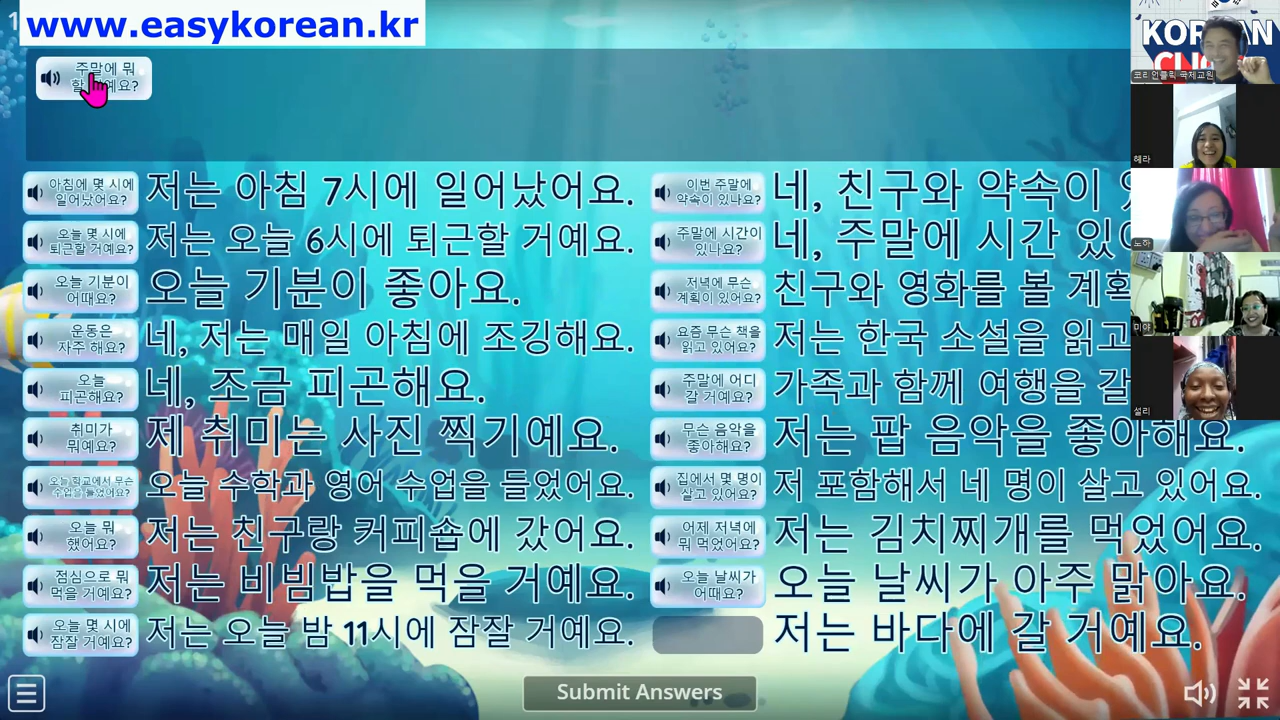 www.easykorean.kr
주말에 뭐
할 거예요?
아침에 몇 시에
일어났어요?
저는 아침 7시에 일어났어요.
오늘 몇 시에
퇴근할 거예요?
저는 오늘 6시에 퇴근할 거예요.
오늘 기분이
어때요?
오늘 기분이 좋아요.
운동은
자주 해요?
네, 저는 매일 아침에 조깅해요.
오늘
피곤해요?
네, 조금 피곤해요.
취미가
뭐예요?
제 취미는 사진 찍기예요.
오늘 학교에서 무슨
수업을 들었어요?
오늘 수학과 영어 수업을 들었어요.
오늘 뭐
했어요?
저는 친구랑 커피숍에 갔어요.
점심으로 뭐
먹을 거예요?
저는 비빔밥을 먹을 거예요.
오늘 몇 시에
잠잘 거예요?
저는 오늘 밤 11시에 잠잘 거예요.
이번 주말에
약속이 있나요?
네, 친구와 약속이
주말에 시간이
있나요?
네, 주말에 시간
저녁에 무슨
계획이 있어요?
친구와 영화를 볼 계획
요즘 무슨 책을
읽고 있어요?
저는 한국 소설을 읽고
주말에 어디
갈 거예요?
가족과 함께 여행을 갈
무슨 음악을
좋아해요?
저는 팝 음악을 좋아해요.
집에서 몇 명이
살고 있어요?
저 포함해서 네 명이 살고 있어요.
어제 저녁에
뭐 먹었어요?
저는 김치찌개를 먹었어요.
오늘 날씨가
어때요?
오늘 날씨가 아주 맑아요.
저는 바다에 갈 거예요.
Submit Answers
코리안클릭 국제교원
헤라
노하
미야
설리